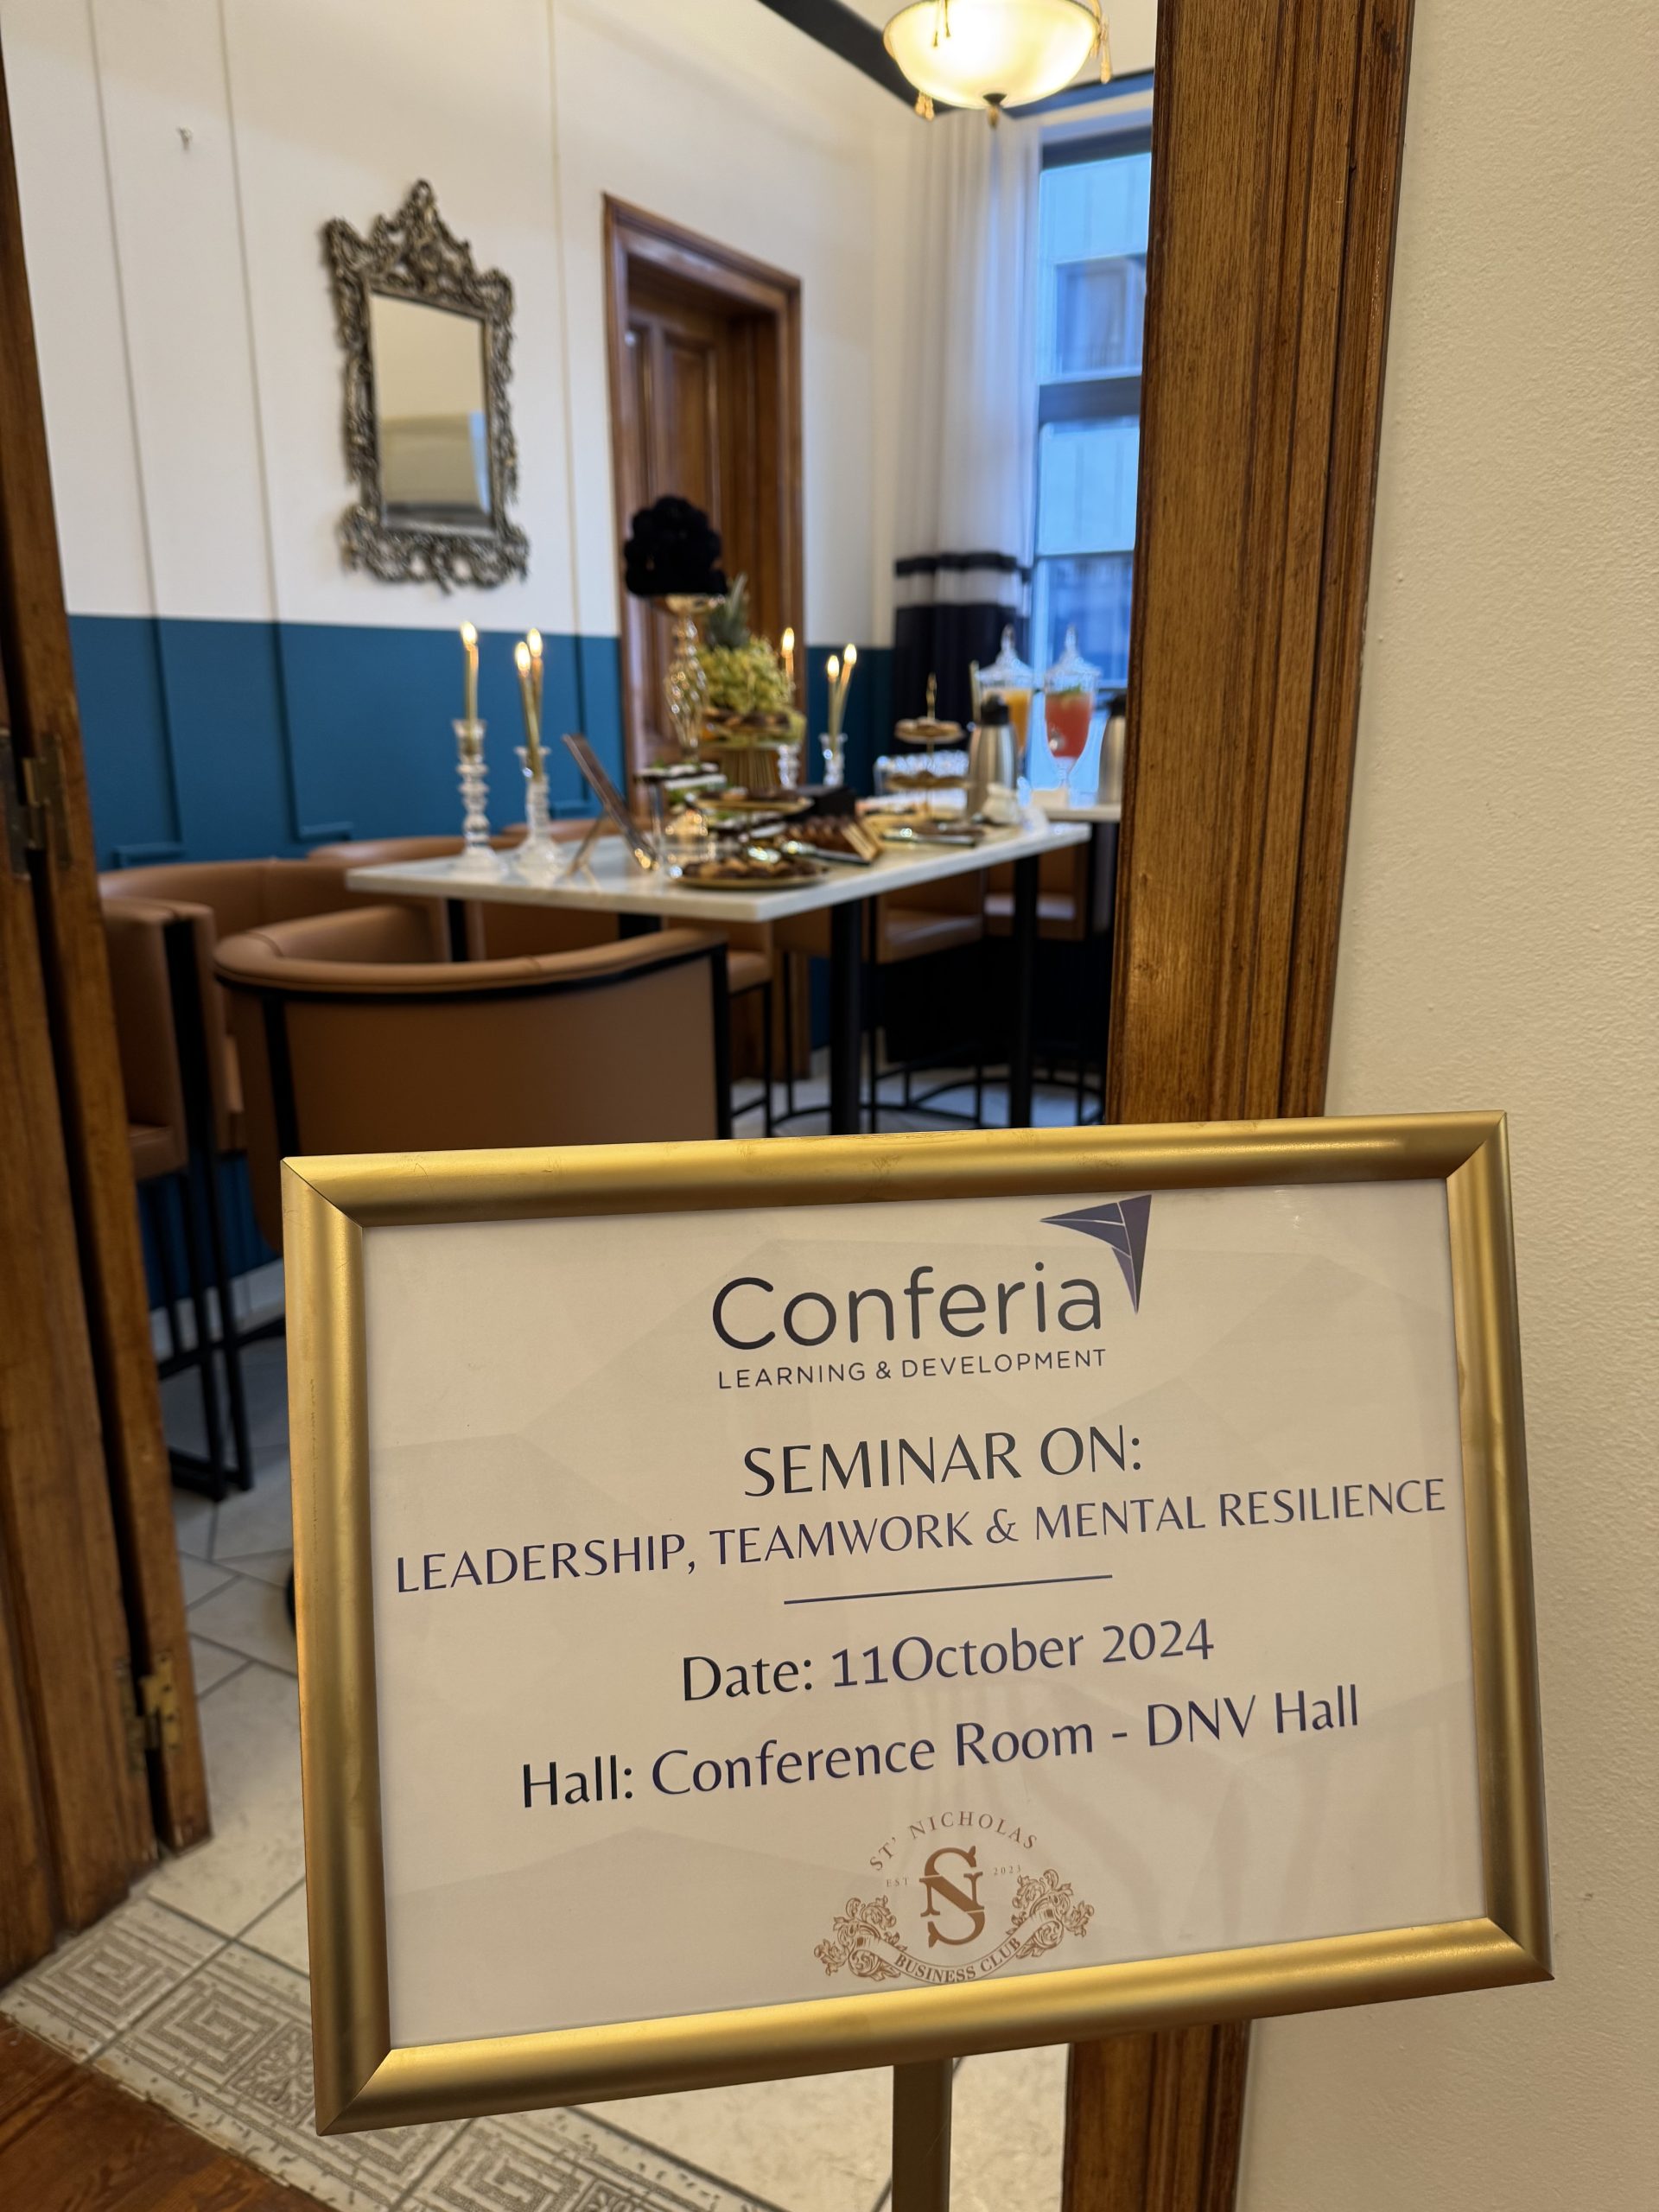 Conferia
LEARNING & DEVELOPMENT
SEMINAR ON:
LEADERSHIP, TEAMWORK & MENTAL RESILIENCE
Date: 11October 2024
Hall: Conference Room - DNV Hall
ST' NICHOLAS
EST 2023
SN
BUSINESS CLUB